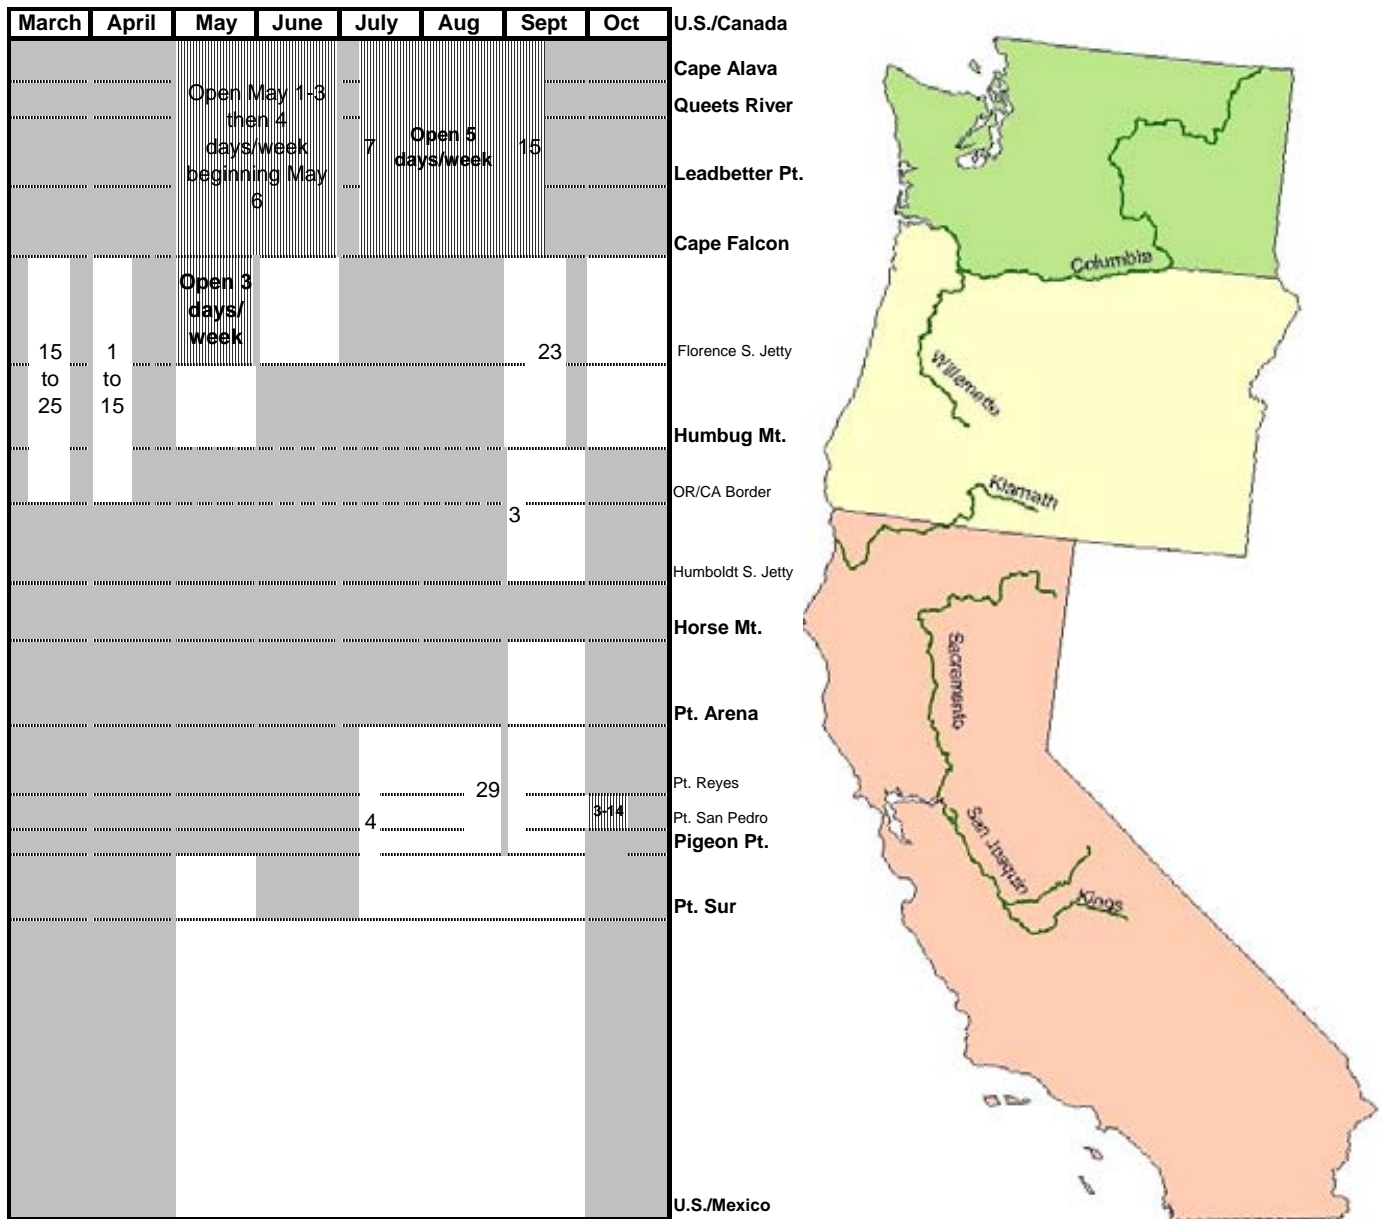 March April May June July Aug Sept Oct
U.S./Canada
Cape Alava
Queets River
Leadbetter Pt.
Cape Falcon
Open May 1-3
then 4
days/week
beginning May
6
7
Open 5
days/week
15
Open 3
days/
week
15
to
25
1
to
15
23
Florence S. Jetty
Humbug Mt.
OR/CA Border
3
Humboldt S. Jetty
Horse Mt.
Pt. Arena
Pt. Reyes
29
3-14
Pt. San Pedro
4
Pigeon Pt.
Pt. Sur
U.S./Mexico
Columbia
Willamette
Klamath
Sacramento
San Joaquin
Kings